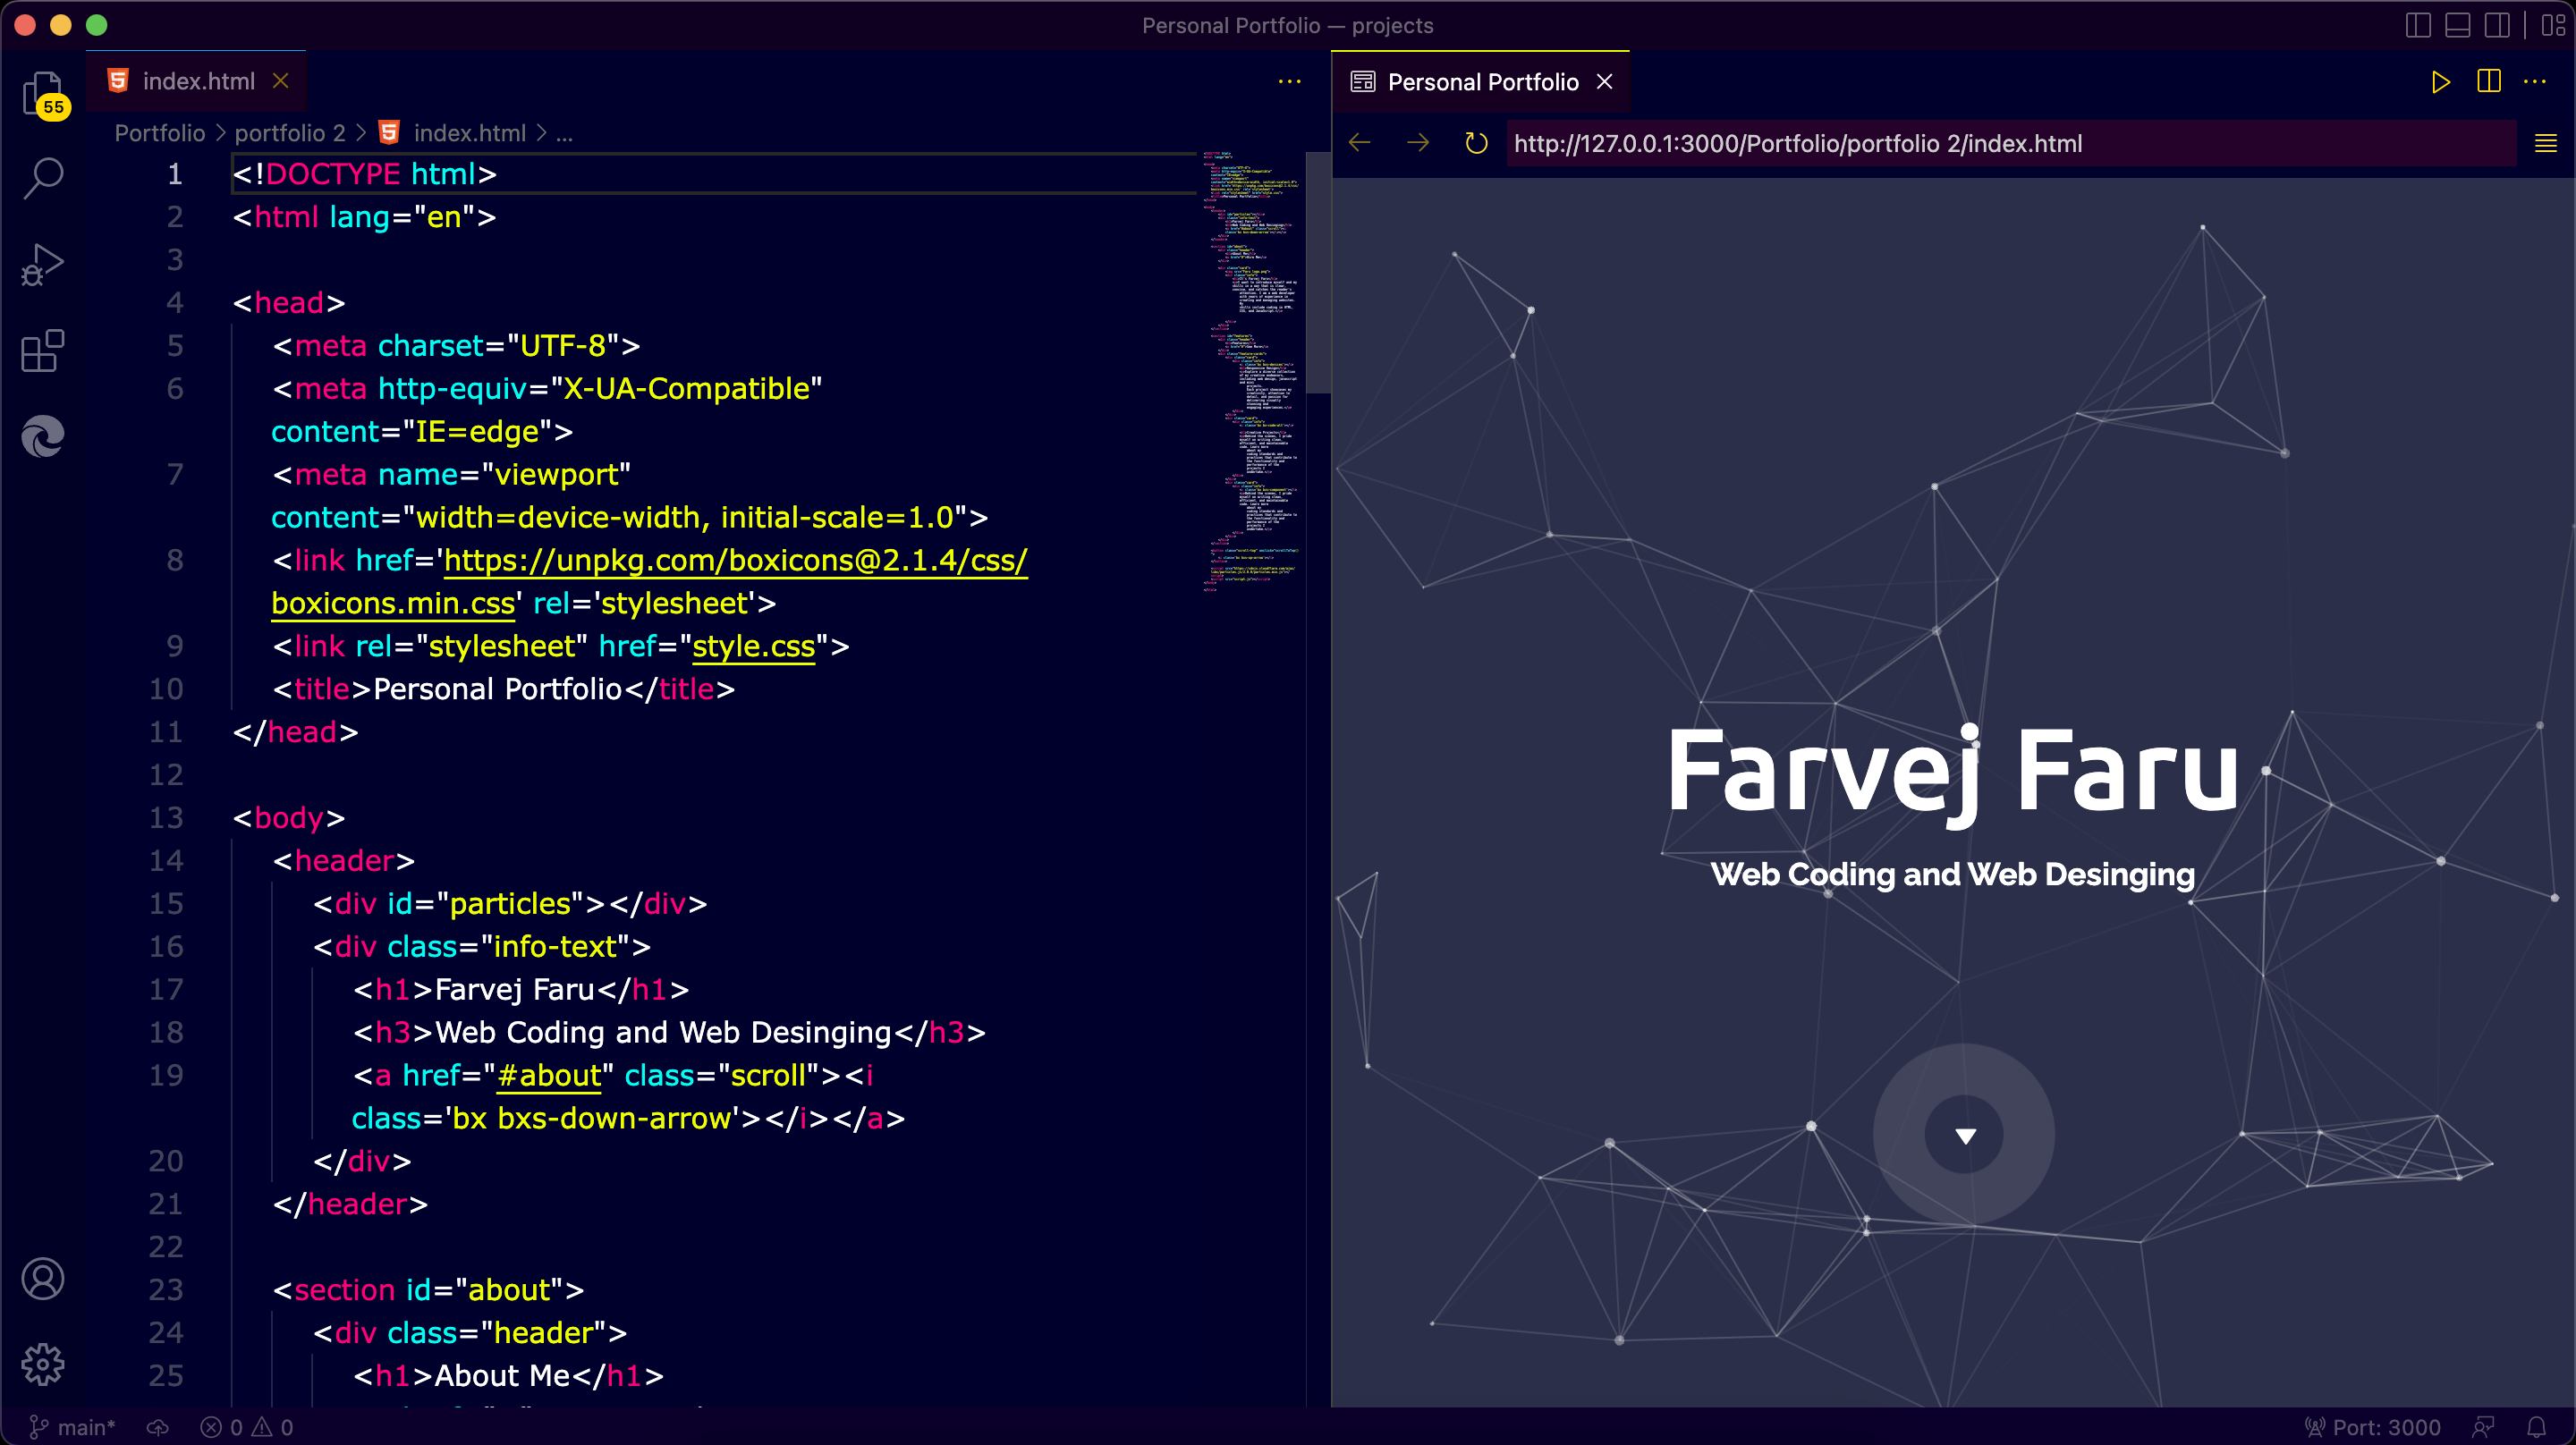 Personal Portfolio — projects
55
index.html
Portfolio > portfolio 2 > index.html > ...
1 <!DOCTYPE html>
2 <html lang="en">
3
4 <head>
5 <meta charset="UTF-8">
6 <meta http-equiv="X-UA-Compatible"
content="IE=edge">
7 <meta name="viewport"
content="width=device-width, initial-scale=1.0">
8 <link href='https://unpkg.com/boxicons@2.1.4/css/
boxicons.min.css' rel='stylesheet'>
9 <link rel="stylesheet" href="style.css">
10 <title>Personal Portfolio</title>
11 </head>
12
13 <body>
14 <header>
15 <div id="particles"></div>
16 <div class="info-text">
17 <h1>Farvej Faru</h1>
18 <h3>Web Coding and Web Desinging</h3>
19 <a href="#about" class="scroll"><i
class='bx bxs-down-arrow'></i></a>
20 </div>
21 </header>
22
23 <section id="about">
24 <div class="header">
25 <h1>About Me</h1>
Personal Portfolio
http://127.0.0.1:3000/Portfolio/portfolio 2/index.html
Farvej Faru
Web Coding and Web Desinging
main* 0 0
Port: 3000